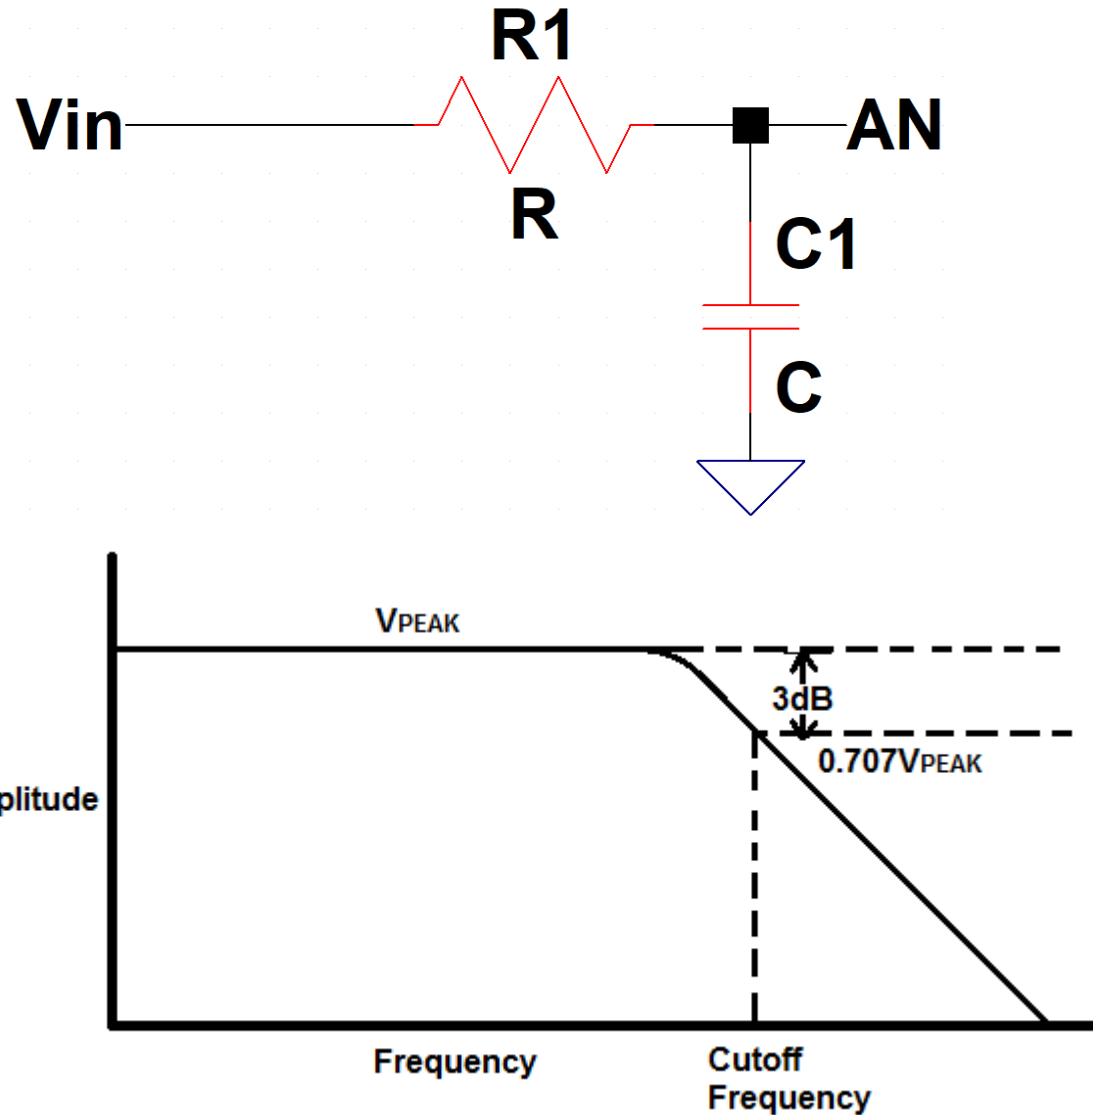 R1
Vin
AN
R
C1
C
VPEAK
3dB
0.707VPEAK
plitude
Frequency
Cutoff
Frequency